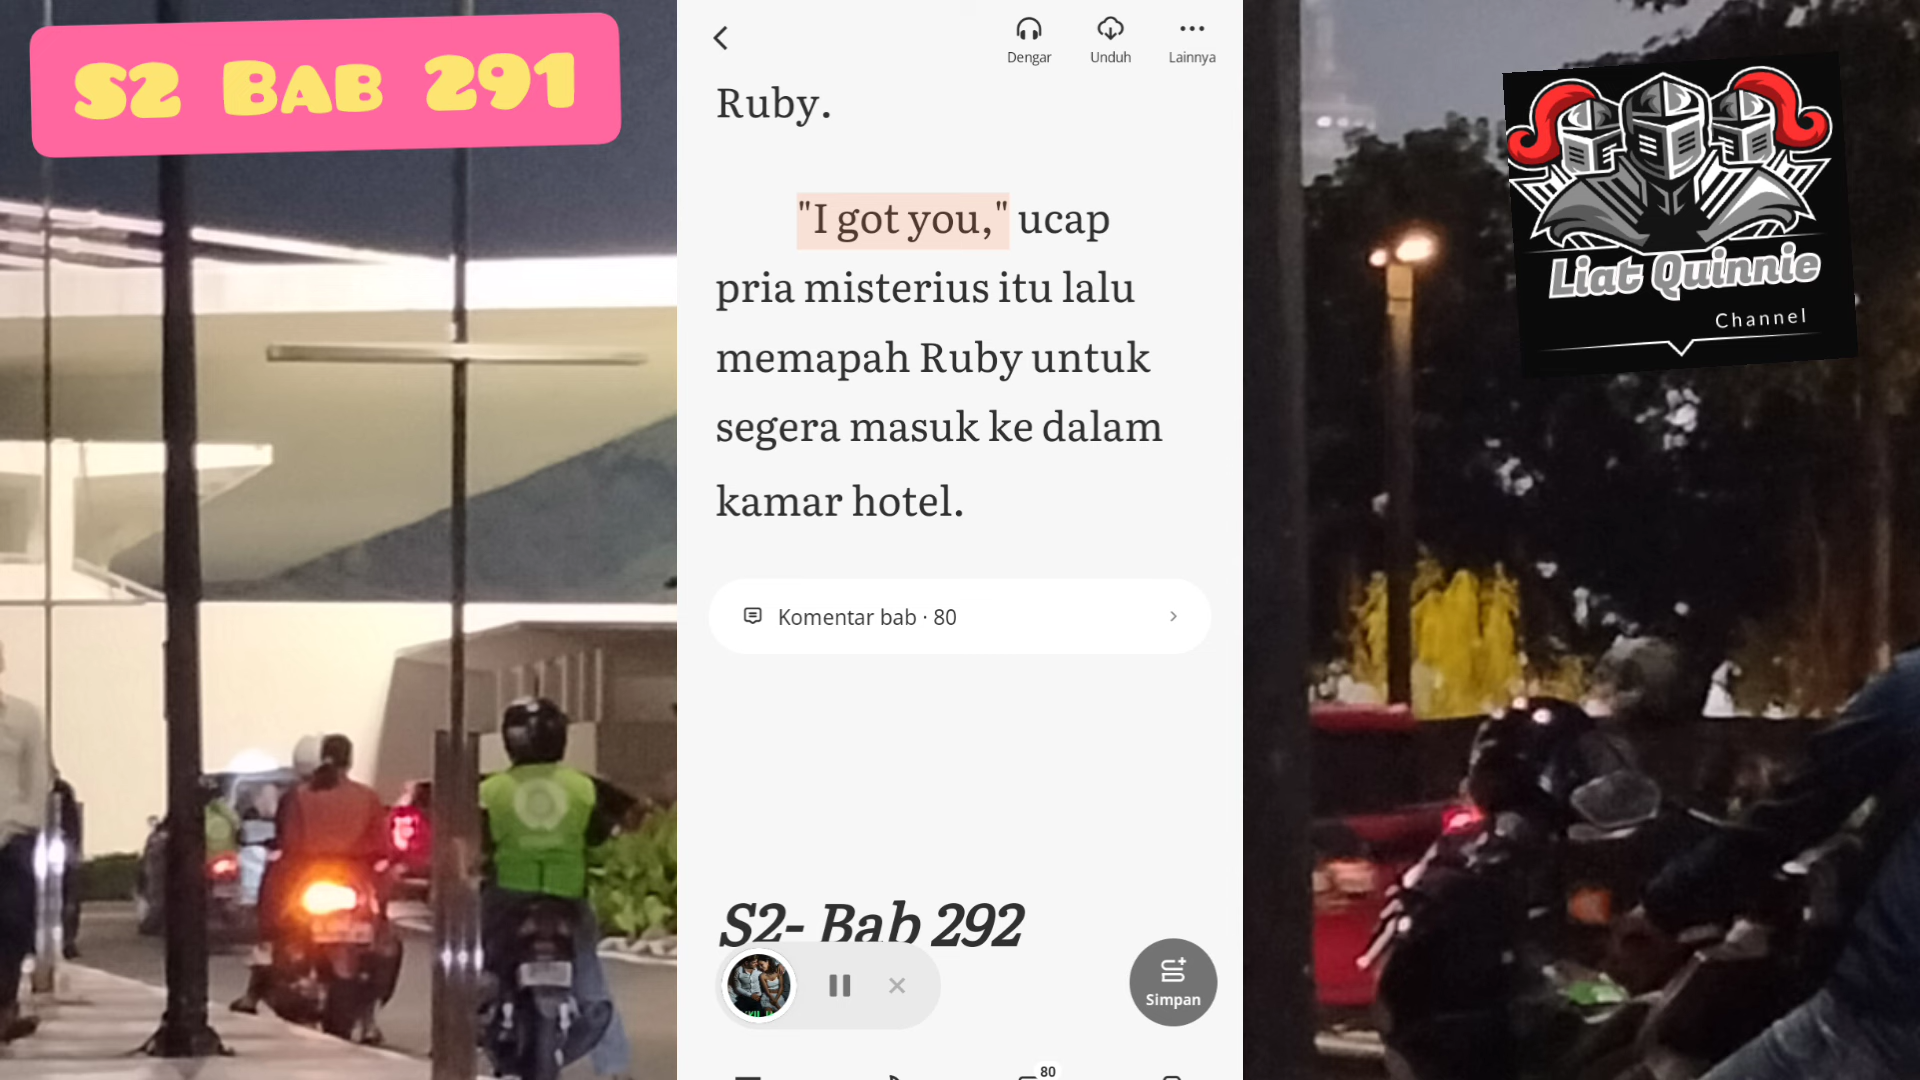 S2 Bab 291
Dengar
Unduh
Lainnya
Ruby.
"I got you," ucap
pria misterius itu lalu
memapah Ruby untuk
segera masuk ke dalam
kamar hotel.
Komentar bab · 80
S2- Bab 292
Simpan
80
Liat Quinnie
Channel